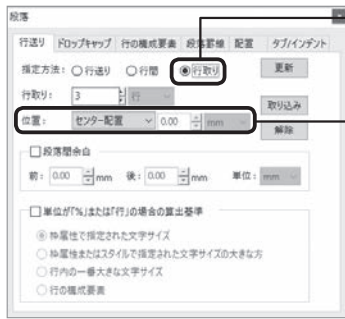 段落
行送り ドロップキャップ 行の構成要素 段落罫線 配置 タブ/インデント
指定方法: 行送り 行間 行取り 更新
行取り: 3 行 取り込み
位置: センター配置 0.00 mm 解除
段落間余白
前: 0.00 mm 後: 0.00 mm 単位: mm
単位が「%」または「行」の場合の算出基準
枠属性で指定された文字サイズ
枠属性またはスタイルで指定された文字サイズの大きな方
行内の一番大きな文字サイズ
行の構成要素